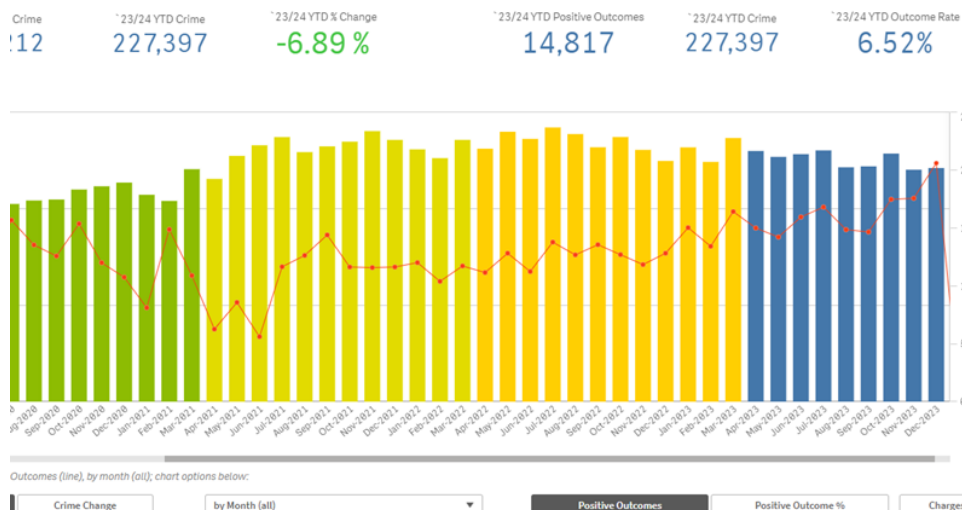 Crime
`23/24 YTD Crime
`23/24 YTD % Change
`23/24 YTD Positive Outcomes
`23/24 YTD Crime
`23/24 YTD Outcome Rate
212
227,397
-6.89 %
14,817
227,397
6.52%
Sep-2020
Oct-2020
Nov-2020
Dec-2020
Jan-2021
Feb-2021
Mar-2021
Apr-2021
May-2021
Jun-2021
Jul-2021
Aug-2021
Sep-2021
Oct-2021
Nov-2021
Dec-2021
Jan-2022
Feb-2022
Mar-2022
Apr-2022
May-2022
Jun-2022
Jul-2022
Aug-2022
Sep-2022
Oct-2022
Nov-2022
Dec-2022
Jan-2023
Feb-2023
Mar-2023
Apr-2023
May-2023
Jun-2023
Jul-2023
Aug-2023
Sep-2023
Oct-2023
Nov-2023
Dec-2023
Outcomes (line), by month (all); chart options below:
Crime Change
by Month (all)
Positive Outcomes
Positive Outcome %
Charges